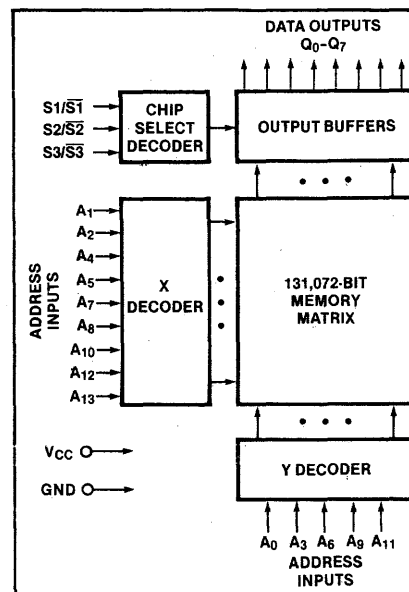 DATA OUTPUTS
Q0-Q7
S1/S̅1̅
S2/S̅2̅
S3/S̅3̅
CHIP
SELECT
DECODER
OUTPUT BUFFERS
ADDRESS
INPUTS
A1
A2
A4
A5
A7
A8
A10
A12
A13
X
DECODER
131,072-BIT
MEMORY
MATRIX
VCC
GND
Y DECODER
A0 A3 A6 A9 A11
ADDRESS
INPUTS